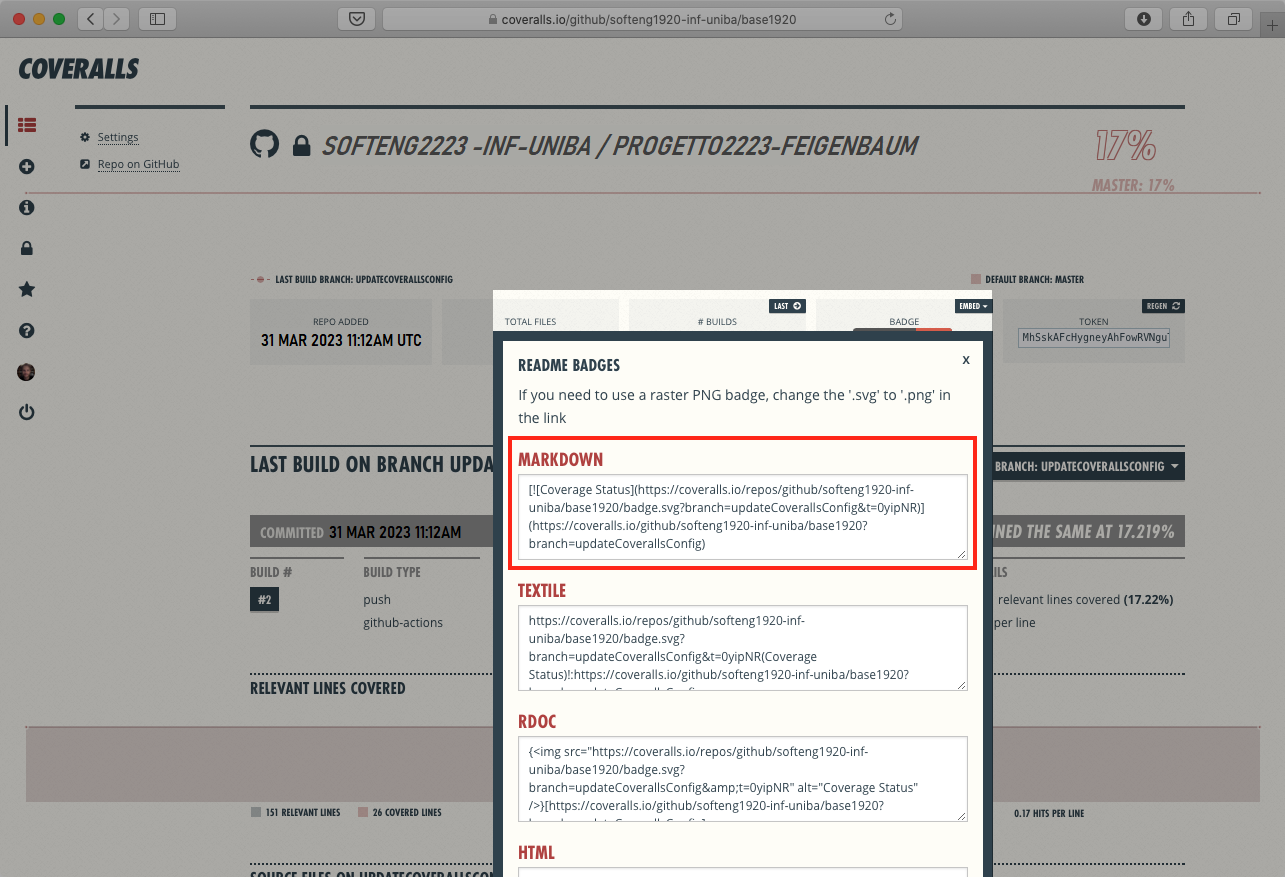 coveralls.io/github/softeng1920-inf-uniba/base1920
COVERALLS
Settings
Repo on GitHub
SOFTENG2223 -INF-UNIBA / PROGETTO2223-FEIGENBAUM
17%
MASTER: 17%
LAST BUILD BRANCH: UPDATECOVERALLSCONFIG
DEFAULT BRANCH: MASTER
REPO ADDED
31 MAR 2023 11:12AM UTC
TOTAL FILES
LAST
# BUILDS
EMBED
BADGE
REGEN
TOKEN
MhSskAFcHygneyAhFowRVNgu
README BADGES
x
If you need to use a raster PNG badge, change the '.svg' to '.png' in
the link
MARKDOWN
[![Coverage Status](https://coveralls.io/repos/github/softeng1920-inf-
uniba/base1920/badge.svg?branch=updateCoverallsConfig&t=0yipNR)]
(https://coveralls.io/github/softeng1920-inf-uniba/base1920?
branch=updateCoverallsConfig)
LAST BUILD ON BRANCH UPDA
BRANCH: UPDATECOVERALLSCONFIG
COMMITTED 31 MAR 2023 11:12AM
INED THE SAME AT 17.219%
BUILD #
BUILD TYPE
ILS
#2
push
relevant lines covered (17.22%)
github-actions
per line
TEXTILE
https://coveralls.io/repos/github/softeng1920-inf-
uniba/base1920/badge.svg?
branch=updateCoverallsConfig&t=0yipNR(Coverage
Status)!:https://coveralls.io/github/softeng1920-inf-uniba/base1920?
RELEVANT LINES COVERED
RDOC
{<img src="https://coveralls.io/repos/github/softeng1920-inf-
uniba/base1920/badge.svg?
branch=updateCoverallsConfig&amp;t=0yipNR" alt="Coverage Status"
/>}[https://coveralls.io/github/softeng1920-inf-uniba/base1920?
151 RELEVANT LINES
26 COVERED LINES
0.17 HITS PER LINE
HTML
SOURCE FILES ON UPDATECOVERALLSCON